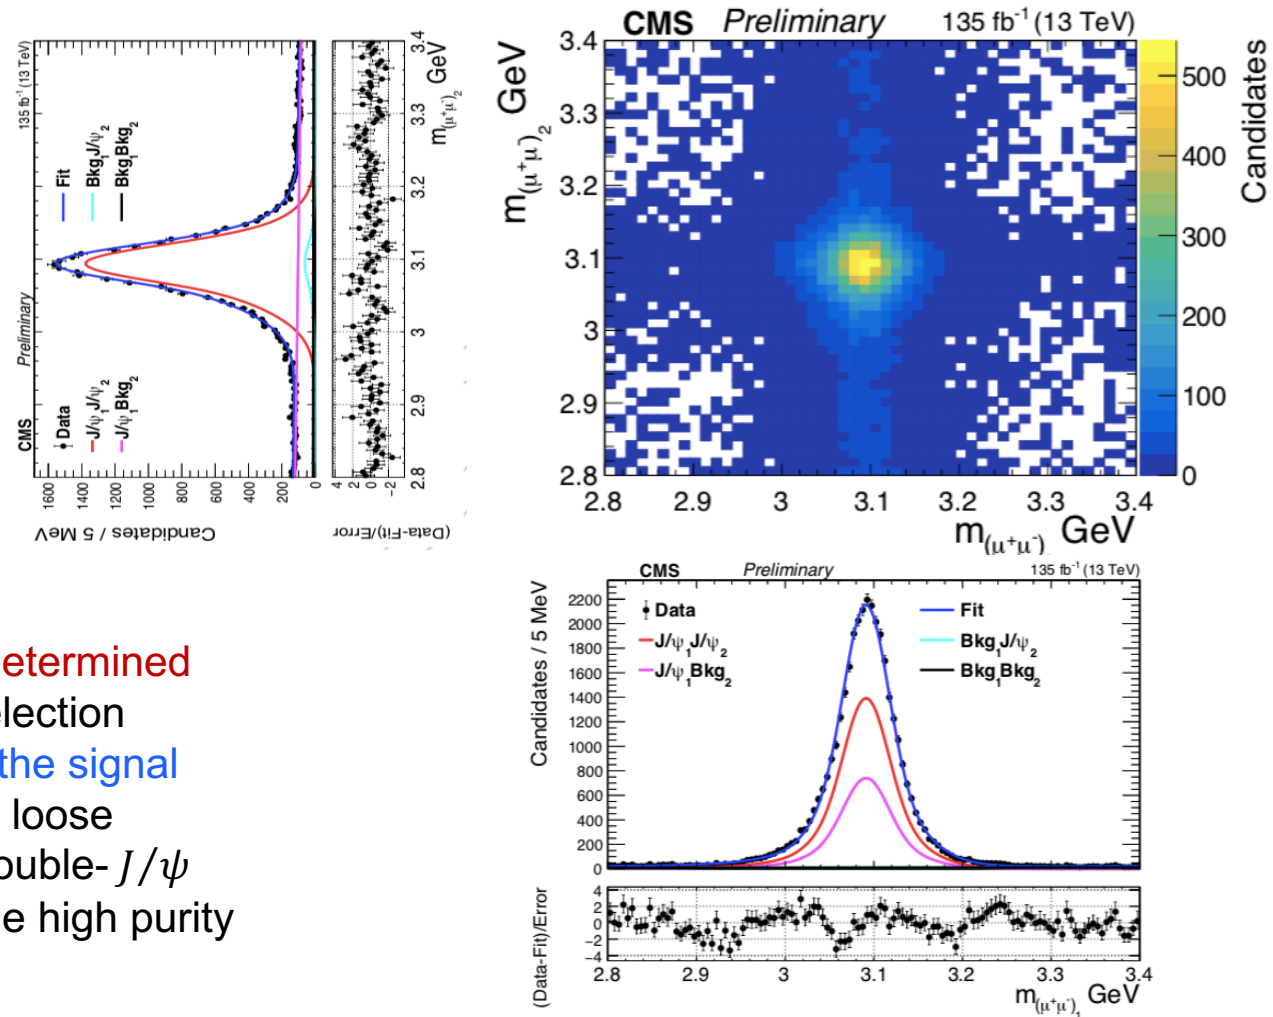 CMS
Preliminary
135 fb⁻¹ (13 TeV)
Data
J/ψ₁J/ψ₂
J/ψ₁Bkg₂
Fit
Bkg₁J/ψ₂
Bkg₁Bkg₂
Candidates / 5 MeV
1600
1400
1200
1000
800
600
400
200
0
(Data-Fit)/Error
4
2
0
−2
2.8
2.9
3
3.1
3.2
3.3
3.4
m(μ⁺μ⁻)₂ GeV
CMS Preliminary 135 fb⁻¹ (13 TeV)
m(μ⁺μ⁻)₂ GeV
3.4
3.3
3.2
3.1
3
2.9
2.8
2.8 2.9 3 3.1 3.2 3.3 3.4
m(μ⁺μ⁻) GeV
500
400
300
200
100
0
Candidates
etermined
election
the signal
loose
ouble- J/ψ
e high purity
CMS Preliminary 135 fb⁻¹ (13 TeV)
Candidates / 5 MeV
2200
2000
1800
1600
1400
1200
1000
800
600
400
200
0
Data
J/ψ₁J/ψ₂
J/ψ₁Bkg₂
Fit
Bkg₁J/ψ₂
Bkg₁Bkg₂
(Data-Fit)/Error
4
2
0
−2
−4
2.8 2.9 3 3.1 3.2 3.3 3.4
m(μ⁺μ⁻)₁ GeV